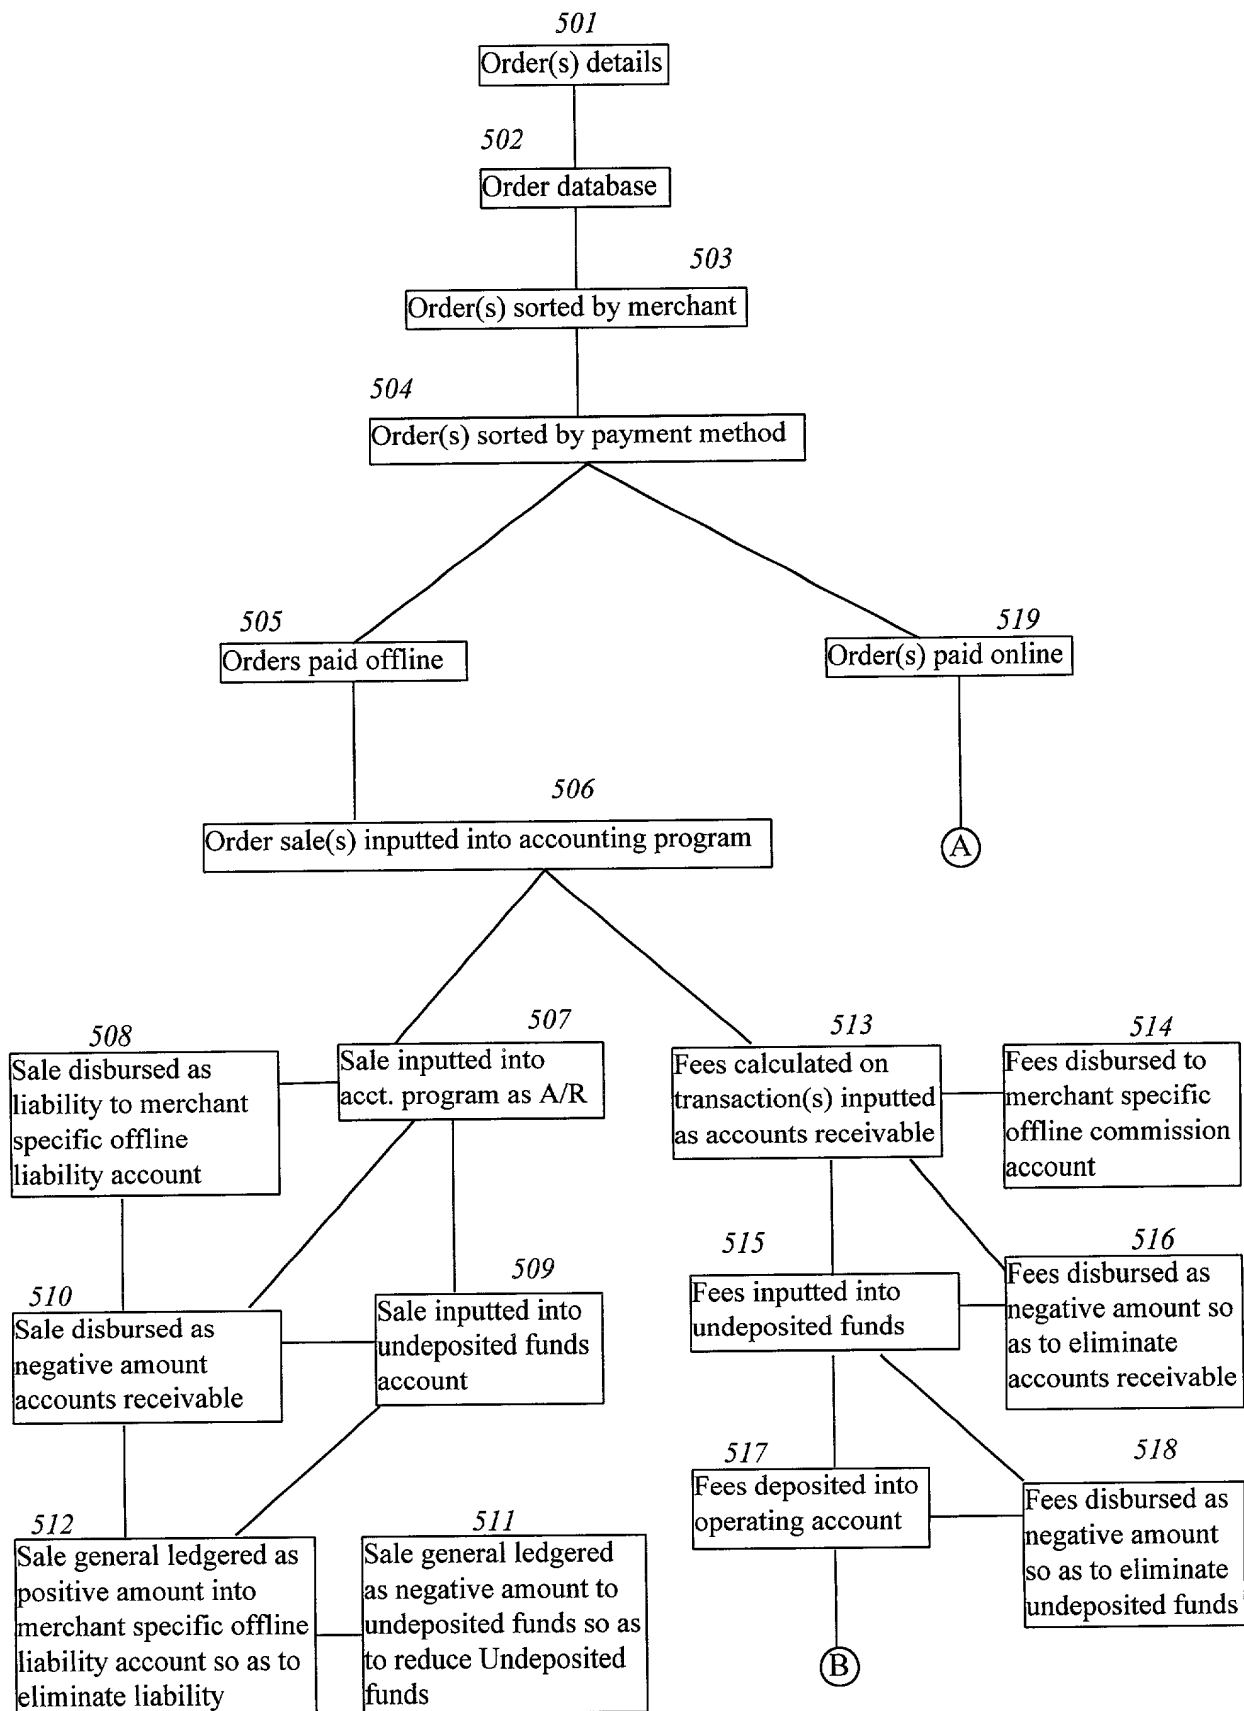 501
Order(s) details
502
Order database
503
Order(s) sorted by merchant
504
Order(s) sorted by payment method
505
Orders paid offline
519
Order(s) paid online
506
Order sale(s) inputted into accounting program
A
508
Sale disbursed as
liability to merchant
specific offline
liability account
507
Sale inputted into
acct. program as A/R
513
Fees calculated on
transaction(s) inputted
as accounts receivable
514
Fees disbursed to
merchant specific
offline commission
account
510
Sale disbursed as
negative amount
accounts receivable
509
Sale inputted into
undeposited funds
account
515
Fees inputted into
undeposited funds
516
Fees disbursed as
negative amount so
as to eliminate
accounts receivable
512
Sale general ledgered as
positive amount into
merchant specific offline
liability account so as to
eliminate liability
511
Sale general ledgered
as negative amount to
undeposited funds so as
to reduce Undeposited
funds
517
Fees deposited into
operating account
518
Fees disbursed as
negative amount
so as to eliminate
undeposited funds
B